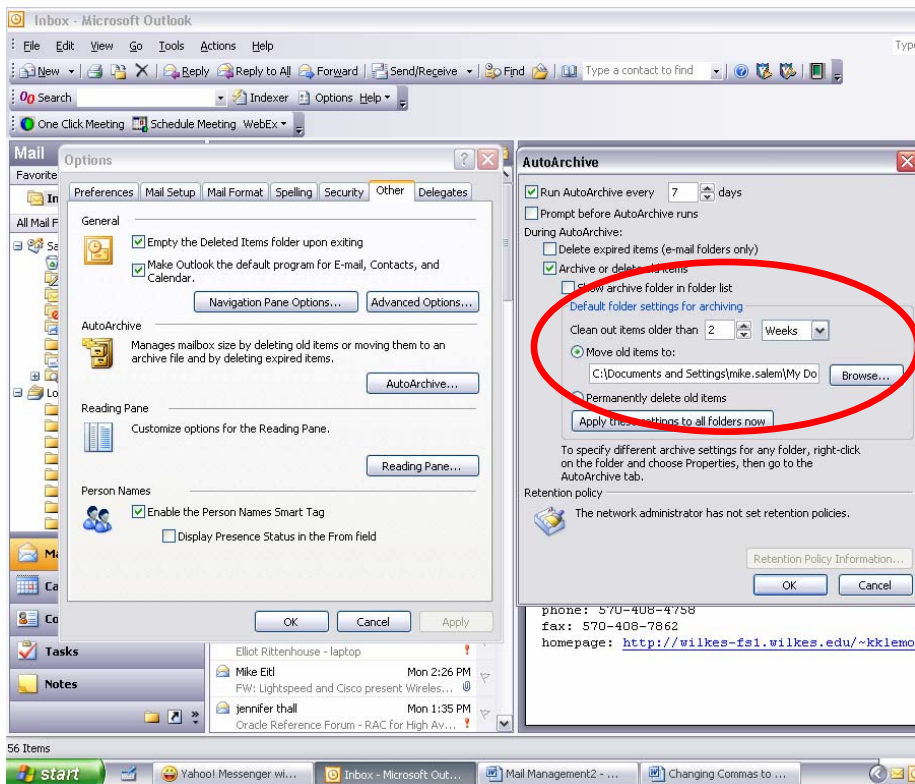 Inbox - Microsoft Outlook
File Edit View Go Tools Actions Help
New Reply Reply to All Forward Send/Receive Find Type a contact to find
Search Indexer Options Help
One Click Meeting Schedule Meeting WebEx
Mail
Favorite
All Mail F
Options
Preferences Mail Setup Mail Format Spelling Security Other Delegates
General
Empty the Deleted Items folder upon exiting
Make Outlook the default program for E-mail, Contacts, and
Calendar.
Navigation Pane Options... Advanced Options...
AutoArchive
Manages mailbox size by deleting old items or moving them to an
archive file and by deleting expired items.
AutoArchive...
Reading Pane
Customize options for the Reading Pane.
Reading Pane...
Person Names
Enable the Person Names Smart Tag
Display Presence Status in the From field
OK Cancel Apply
AutoArchive
Run AutoArchive every 7 days
Prompt before AutoArchive runs
During AutoArchive:
Delete expired items (e-mail folders only)
Archive or delete old items
Show archive folder in folder list
Default folder settings for archiving
Clean out items older than 2 Weeks
Move old items to:
C:\Documents and Settings\mike.salem\My Do Browse...
Permanently delete old items
Apply these settings to all folders now
To specify different archive settings for any folder, right-click
on the folder and choose Properties, then go to the
AutoArchive tab.
Retention policy
The network administrator has not set retention policies.
Retention Policy Information...
OK Cancel
phone: 570-408-4758
fax: 570-408-7862
homepage: http://wilkes-fs1.wilkes.edu/~kklemo
Ma
Ca
Co
Tasks
Notes
Elliot Rittenhouse - laptop
Mike Eitl Mon 2:26 PM
FW: Lightspeed and Cisco present Wireles...
jennifer thall Mon 1:35 PM
Oracle Reference Forum - RAC for High Av...
56 Items
start Yahoo! Messenger wi... Inbox - Microsoft Out... Mail Management2 - ... Changing Commas to ...